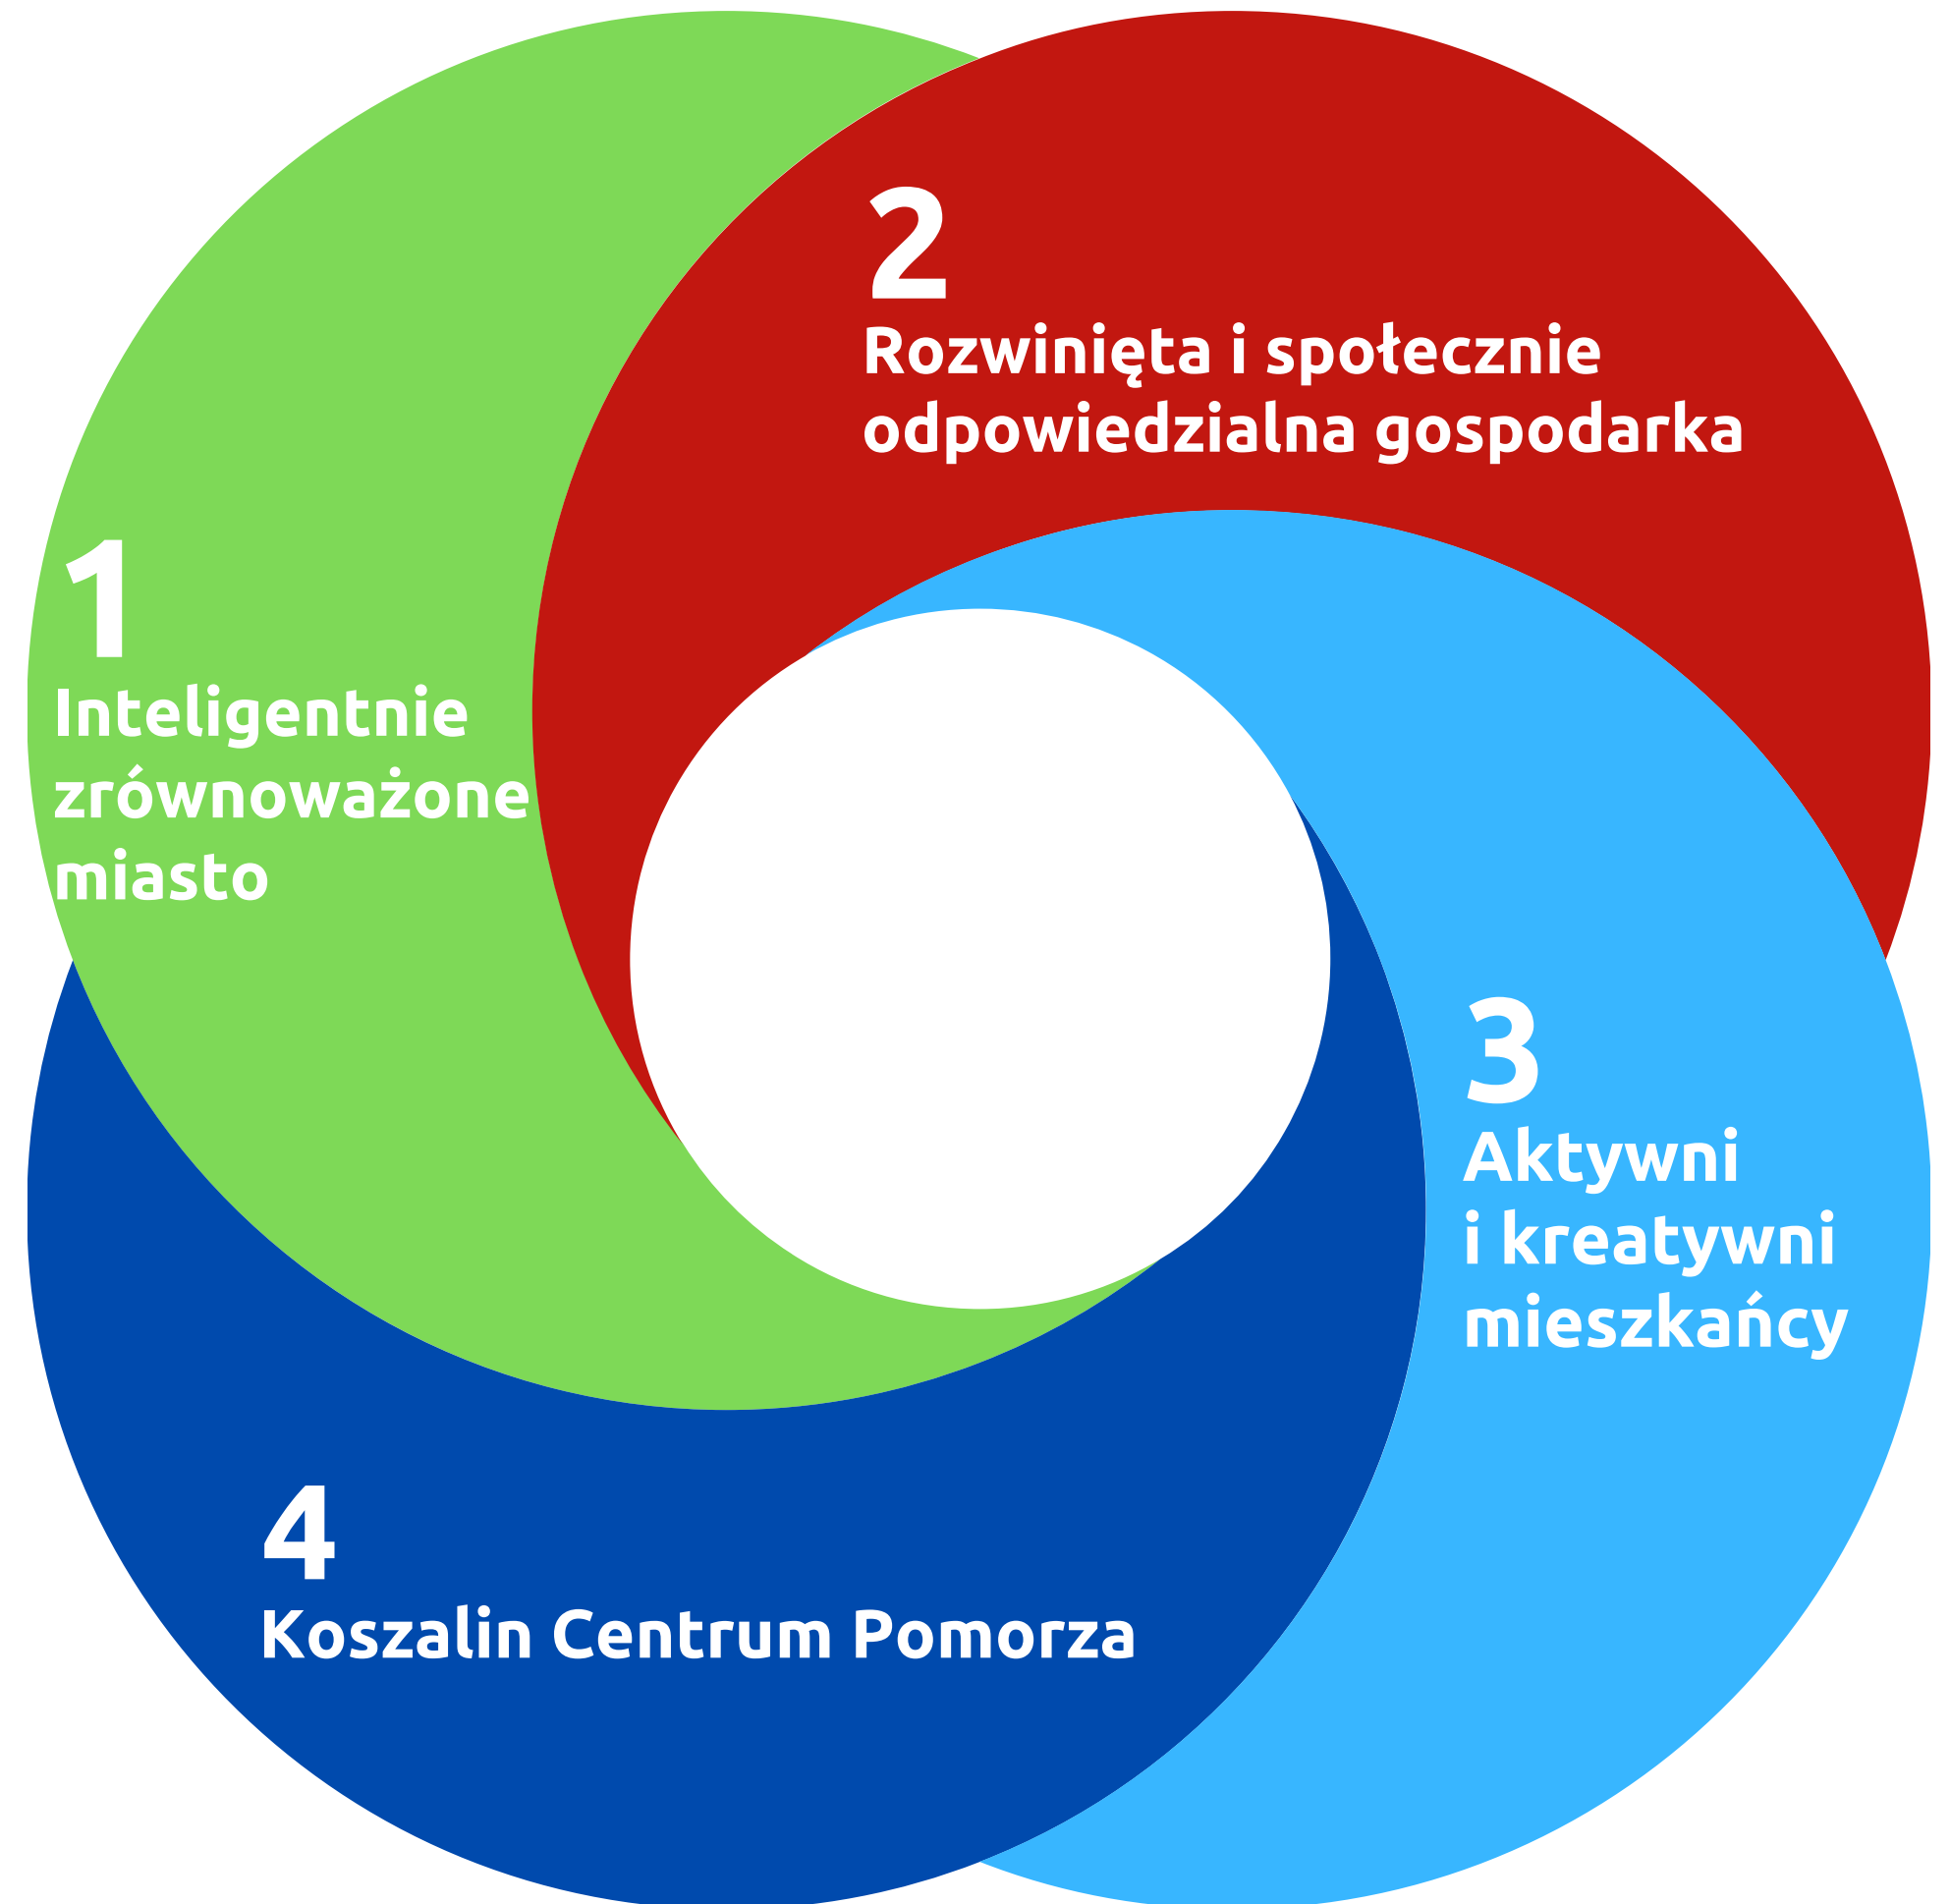 1
Inteligentnie
zrównoważone
miasto
2
Rozwinięta i społecznie
odpowiedzialna gospodarka
3
Aktywni
i kreatywni
mieszkańcy
4
Koszalin Centrum Pomorza